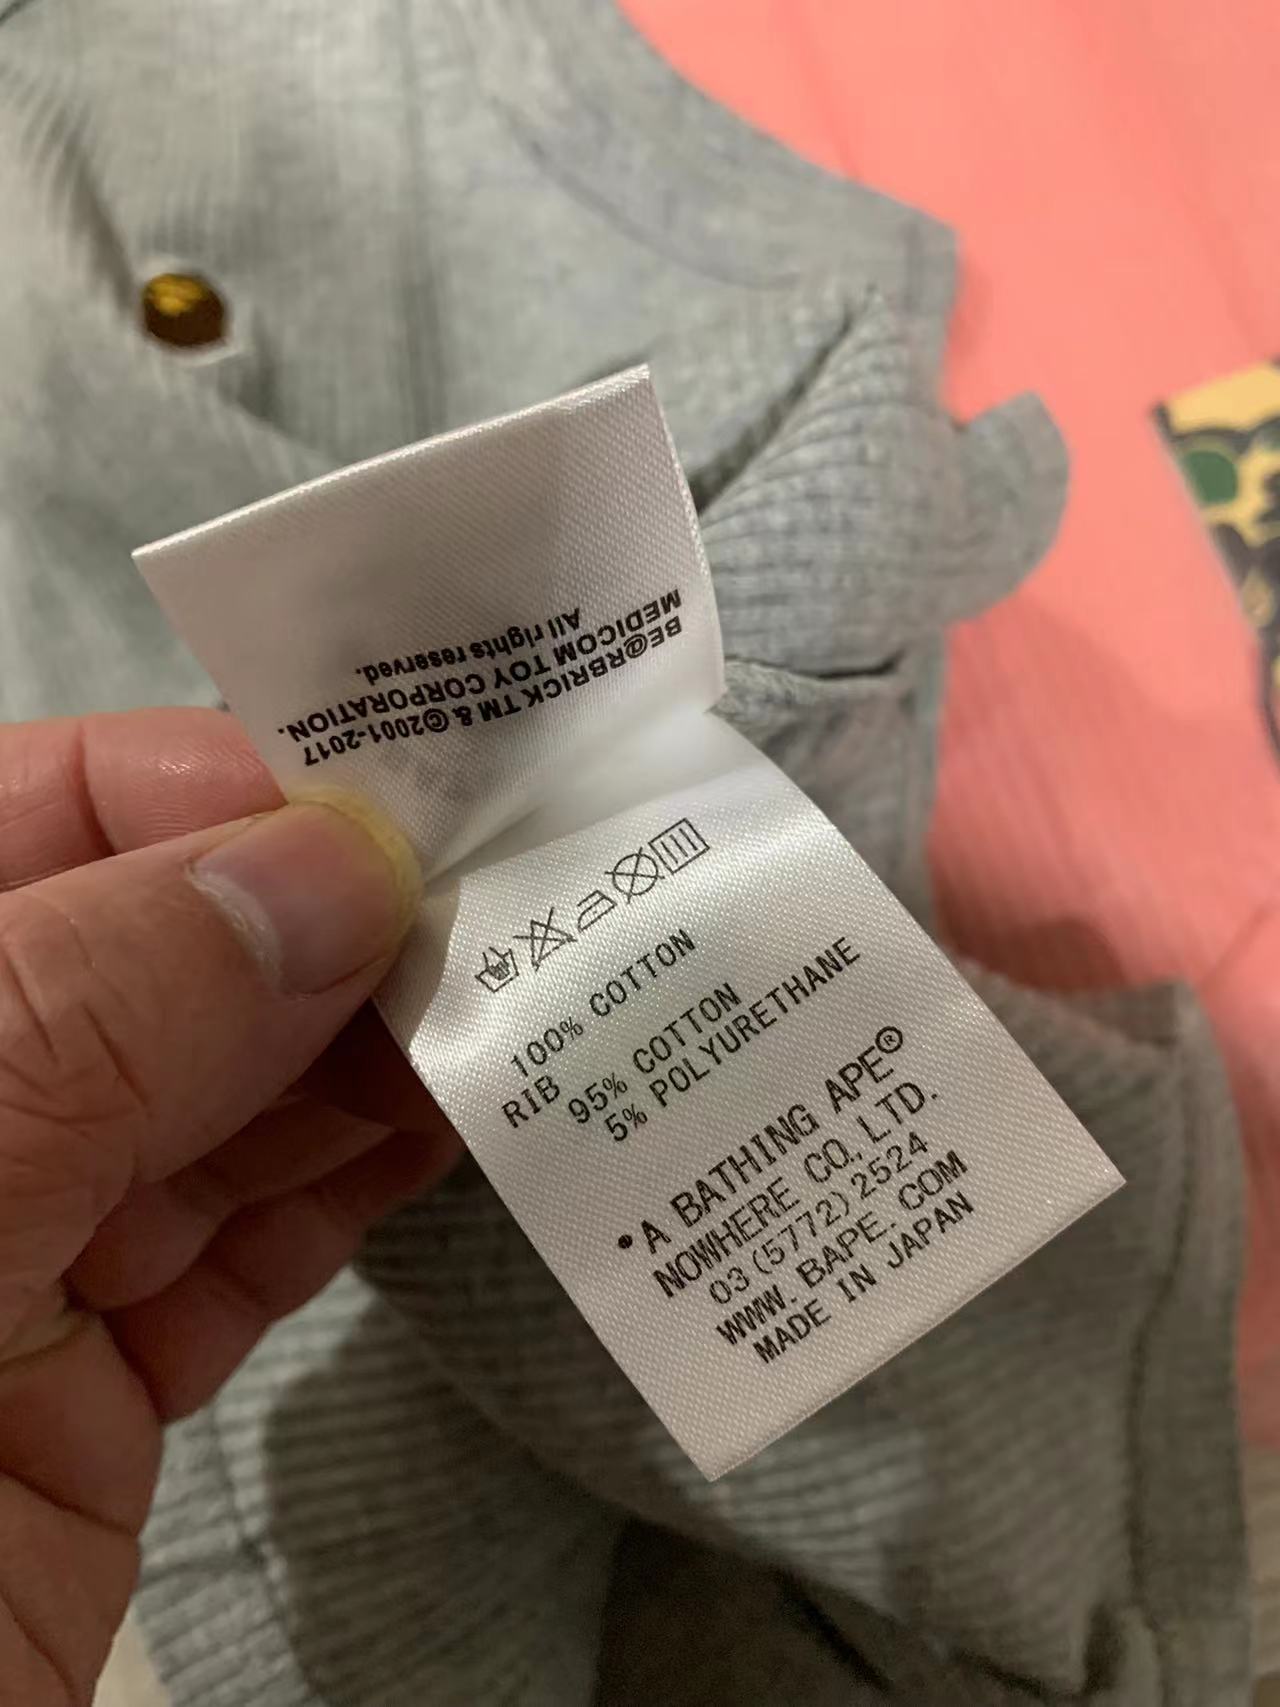 BE@RBRICK TM & ©2001-2017
MEDICOM TOY CORPORATION.
All rights reserved.
100% COTTON
RIB
95% COTTON
5% POLYURETHANE
•A BATHING APE®
NOWHERE CO., LTD.
03 (5772) 2524
WWW. BAPE. COM
MADE IN JAPAN